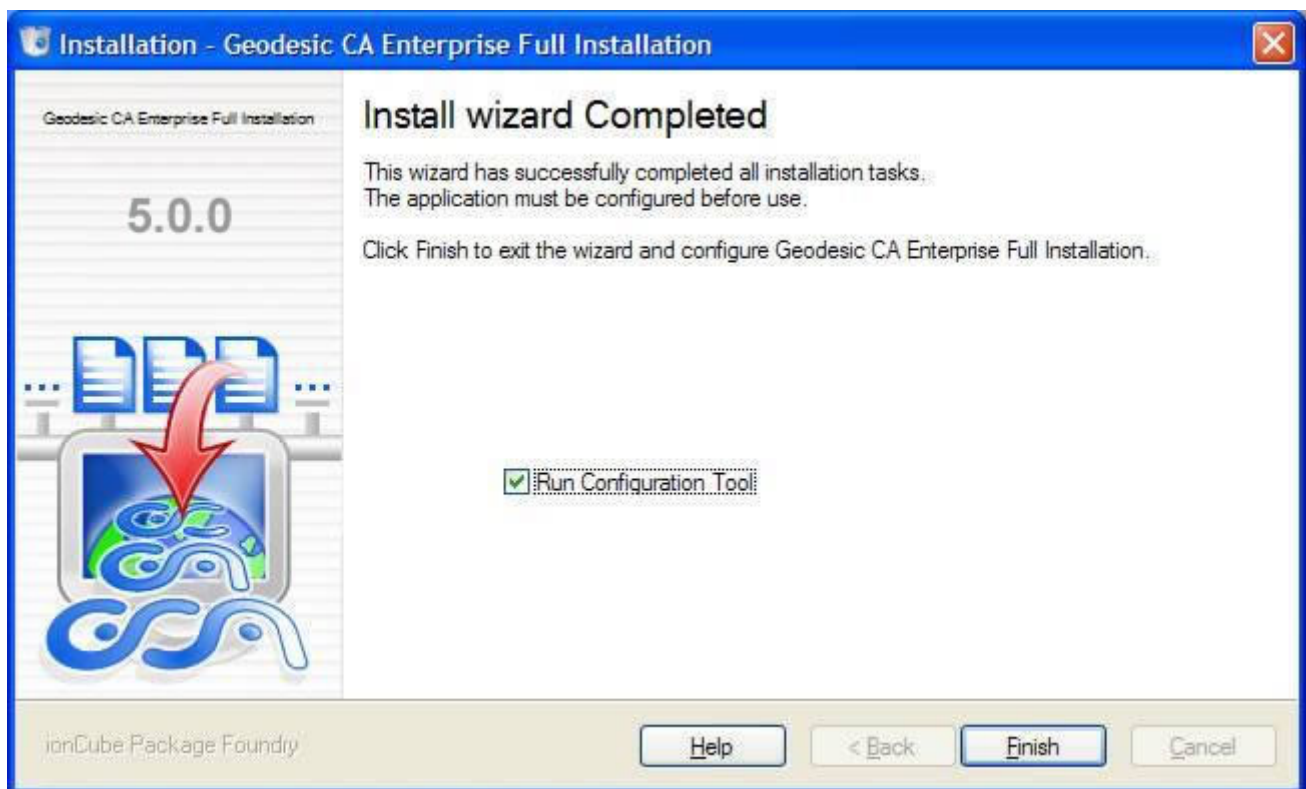 Installation - Geodesic CA Enterprise Full Installation
Geodesic CA Enterprise Full Installation
5.0.0
Install wizard Completed
This wizard has successfully completed all installation tasks.
The application must be configured before use.
Click Finish to exit the wizard and configure Geodesic CA Enterprise Full Installation.
Run Configuration Tool
ionCube Package Foundry
Help
< Back
Finish
Cancel